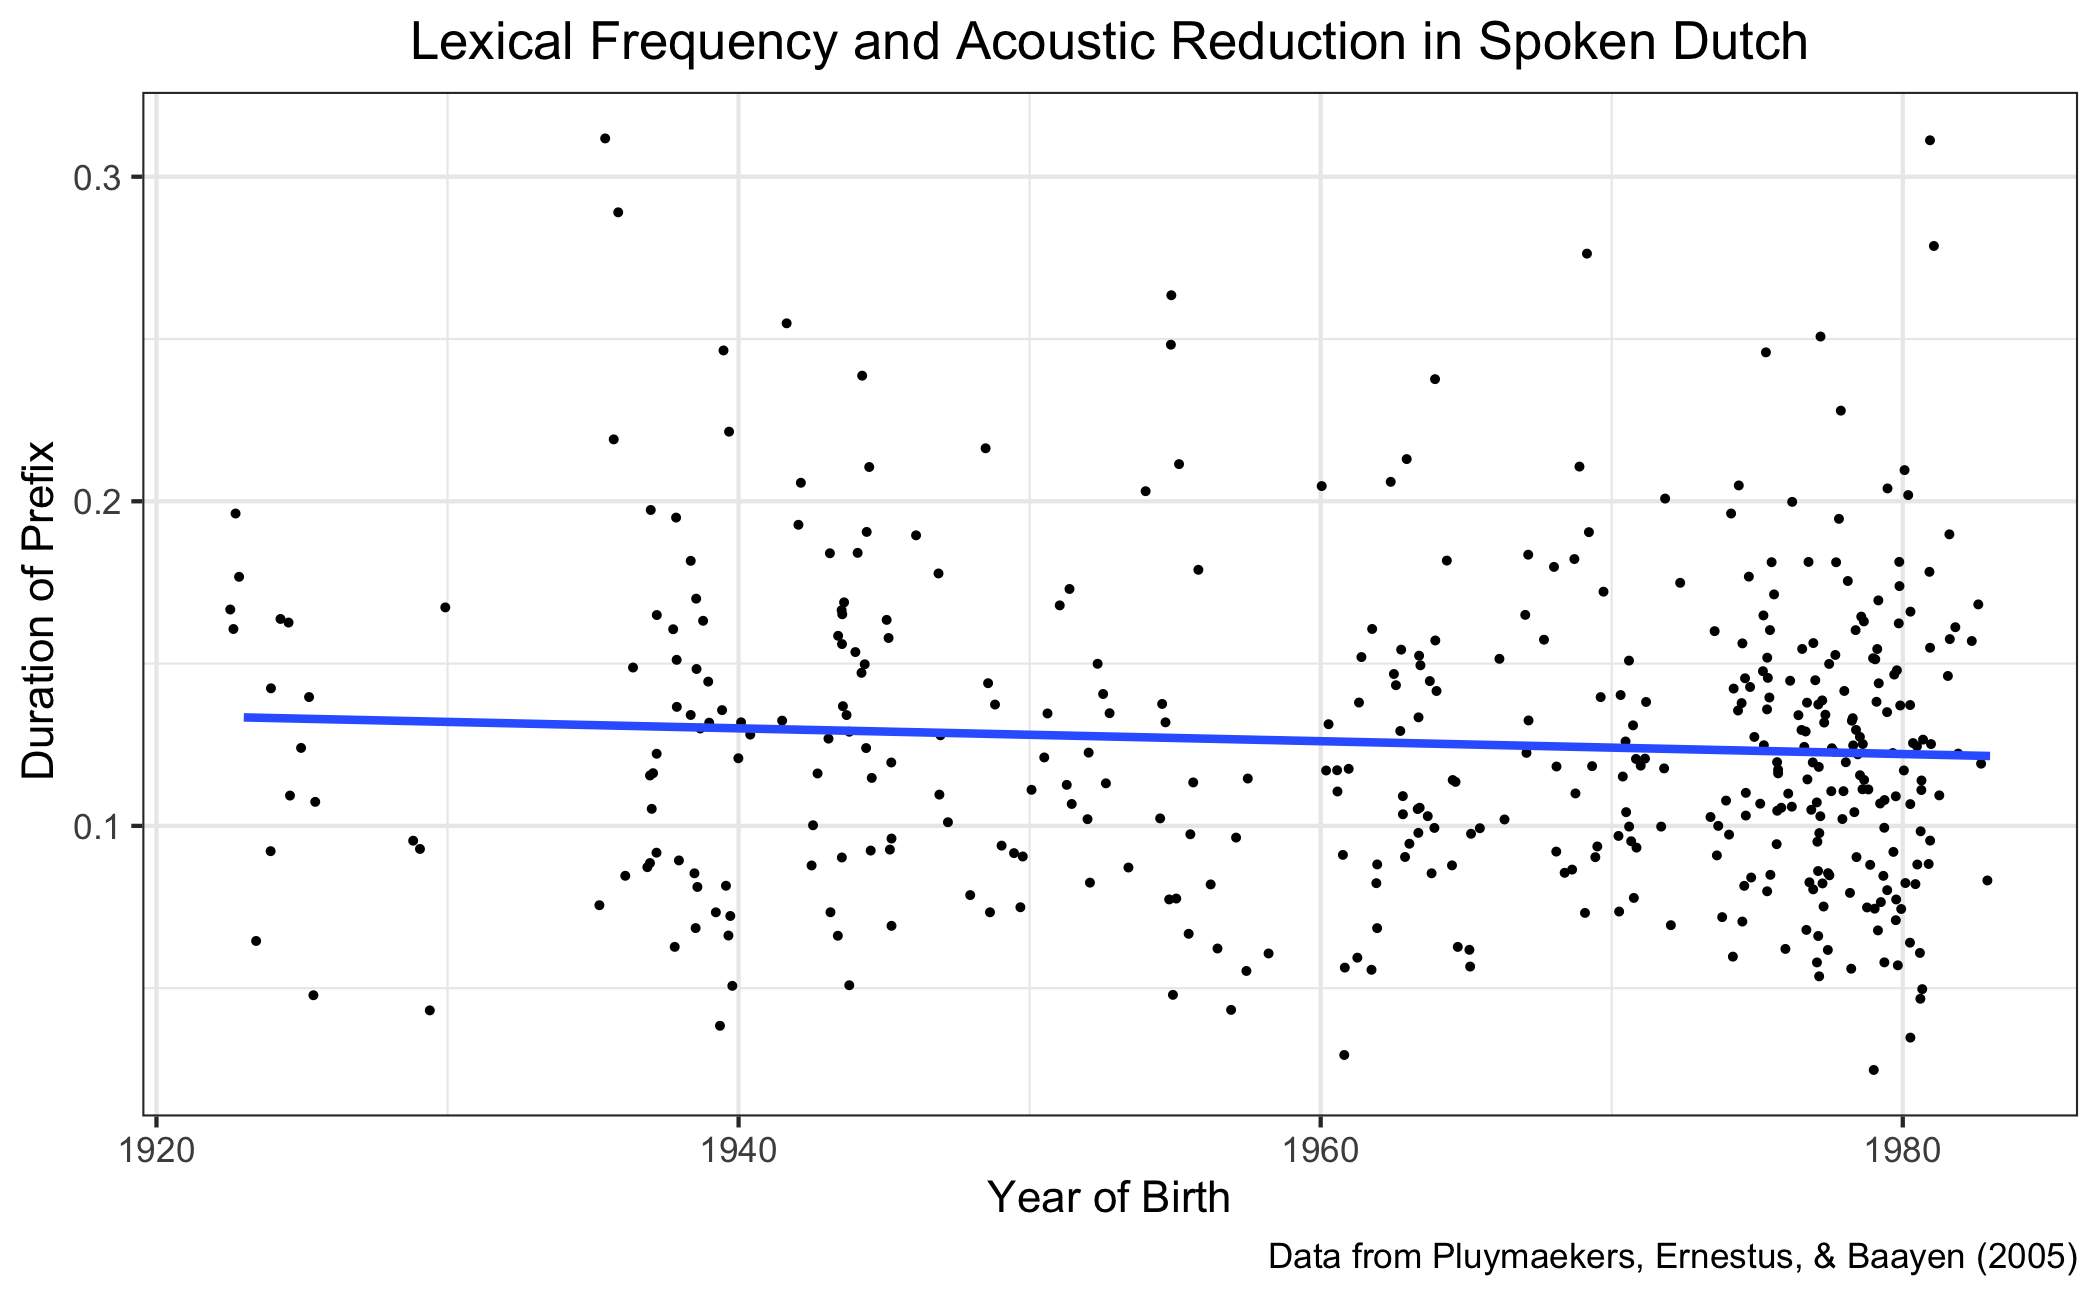 Lexical Frequency and Acoustic Reduction in Spoken Dutch
Duration of Prefix
0.3
0.2
0.1
1920 1940 1960 1980
Year of Birth
Data from Pluymaekers, Ernestus, & Baayen (2005)